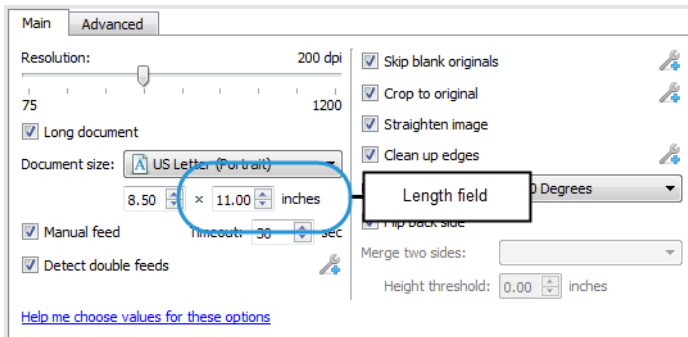 Main
Advanced
Resolution:
200 dpi
75
1200
Long document
Document size:
US Letter (Portrait)
8.50 × 11.00 inches
Manual feed
Timeout: 30 sec
Detect double feeds
Help me choose values for these options
Skip blank originals
Crop to original
Straighten image
Clean up edges
Degrees
Length field
Flip back side
Merge two sides:
Height threshold: 0.00 inches